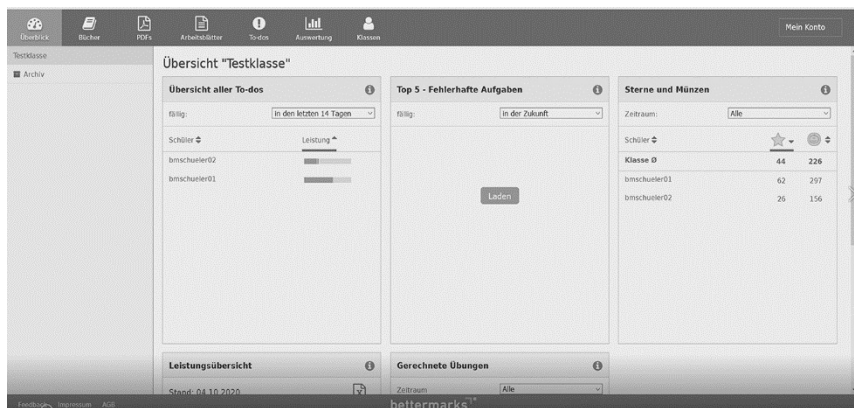 Überblick Bücher PDFs Arbeitsblätter To-dos Auswertung Klassen Mein Konto
Testklasse
Archiv
Übersicht "Testklasse"
Übersicht aller To-dos
fällig: in den letzten 14 Tagen
Schüler Leistung
bmschueler02
bmschueler01
Top 5 - Fehlerhafte Aufgaben
fällig: in der Zukunft
Laden
Sterne und Münzen
Zeitraum: Alle
Schüler
Klasse Ø 44 226
bmschueler01 62 297
bmschueler02 26 156
Leistungsübersicht
Stand: 04.10.2020
Gerechnete Übungen
Zeitraum Alle
Feedback Impressum AGB
bettermarks